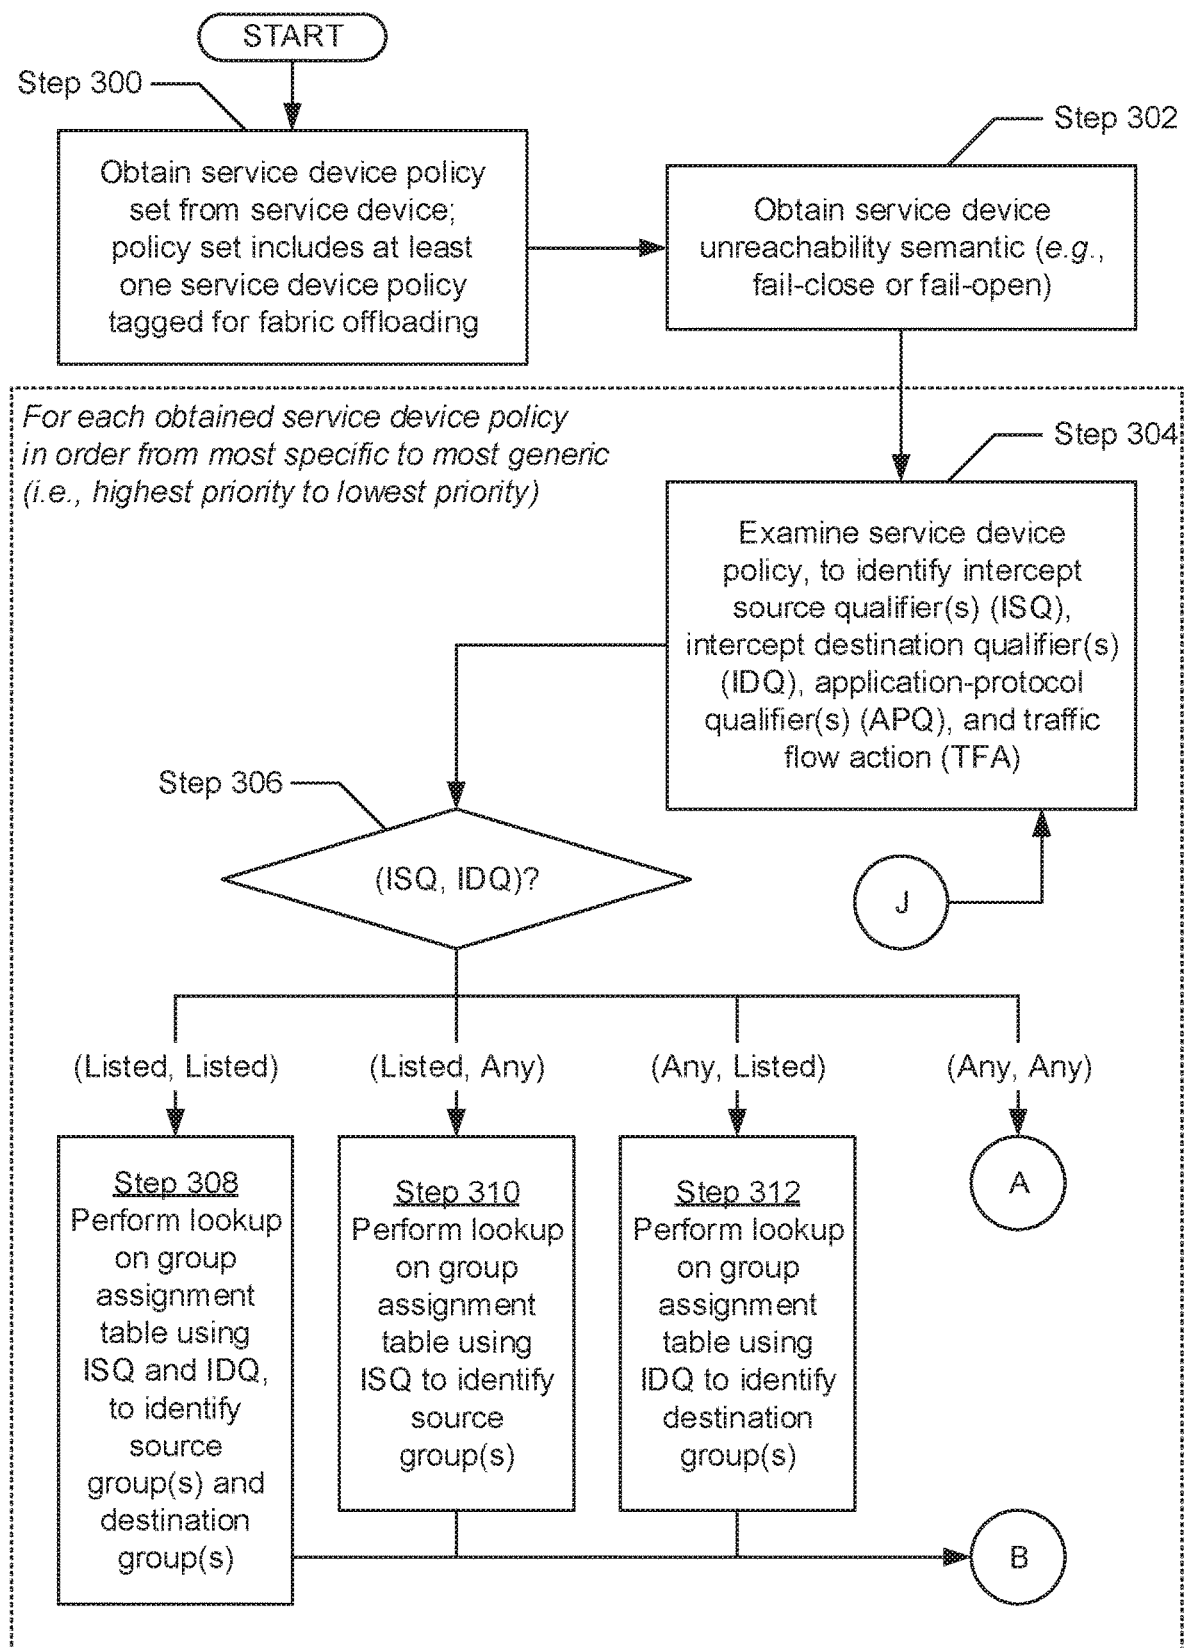 START
Step 300
Obtain service device policy
set from service device;
policy set includes at least
one service device policy
tagged for fabric offloading
Step 302
Obtain service device
unreachability semantic (e.g.,
fail-close or fail-open)
For each obtained service device policy
in order from most specific to most generic
(i.e., highest priority to lowest priority)
Step 304
Examine service device
policy, to identify intercept
source qualifier(s) (ISQ),
intercept destination qualifier(s)
(IDQ), application-protocol
qualifier(s) (APQ), and traffic
flow action (TFA)
Step 306
(ISQ, IDQ)?
J
(Listed, Listed)
(Listed, Any)
(Any, Listed)
(Any, Any)
Step 308
Perform lookup
on group
assignment
table using
ISQ and IDQ,
to identify
source
group(s) and
destination
group(s)
Step 310
Perform lookup
on group
assignment
table using
ISQ to identify
source
group(s)
Step 312
Perform lookup
on group
assignment
table using
IDQ to identify
destination
group(s)
A
B